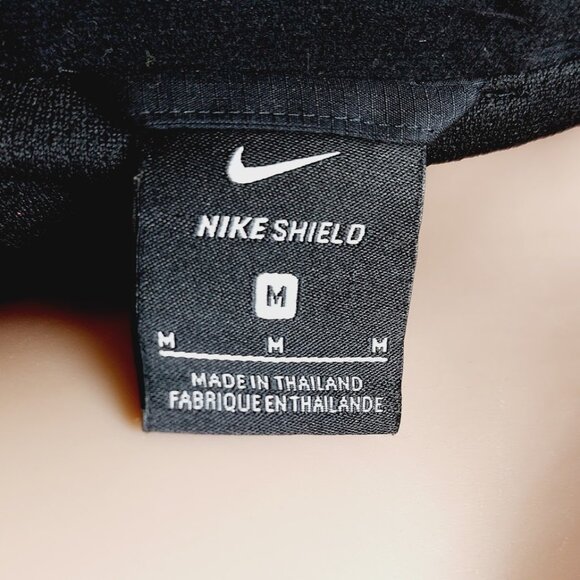 NIKE SHIELD
M
M M M
MADE IN THAILAND
FABRIQUE EN THAILANDE